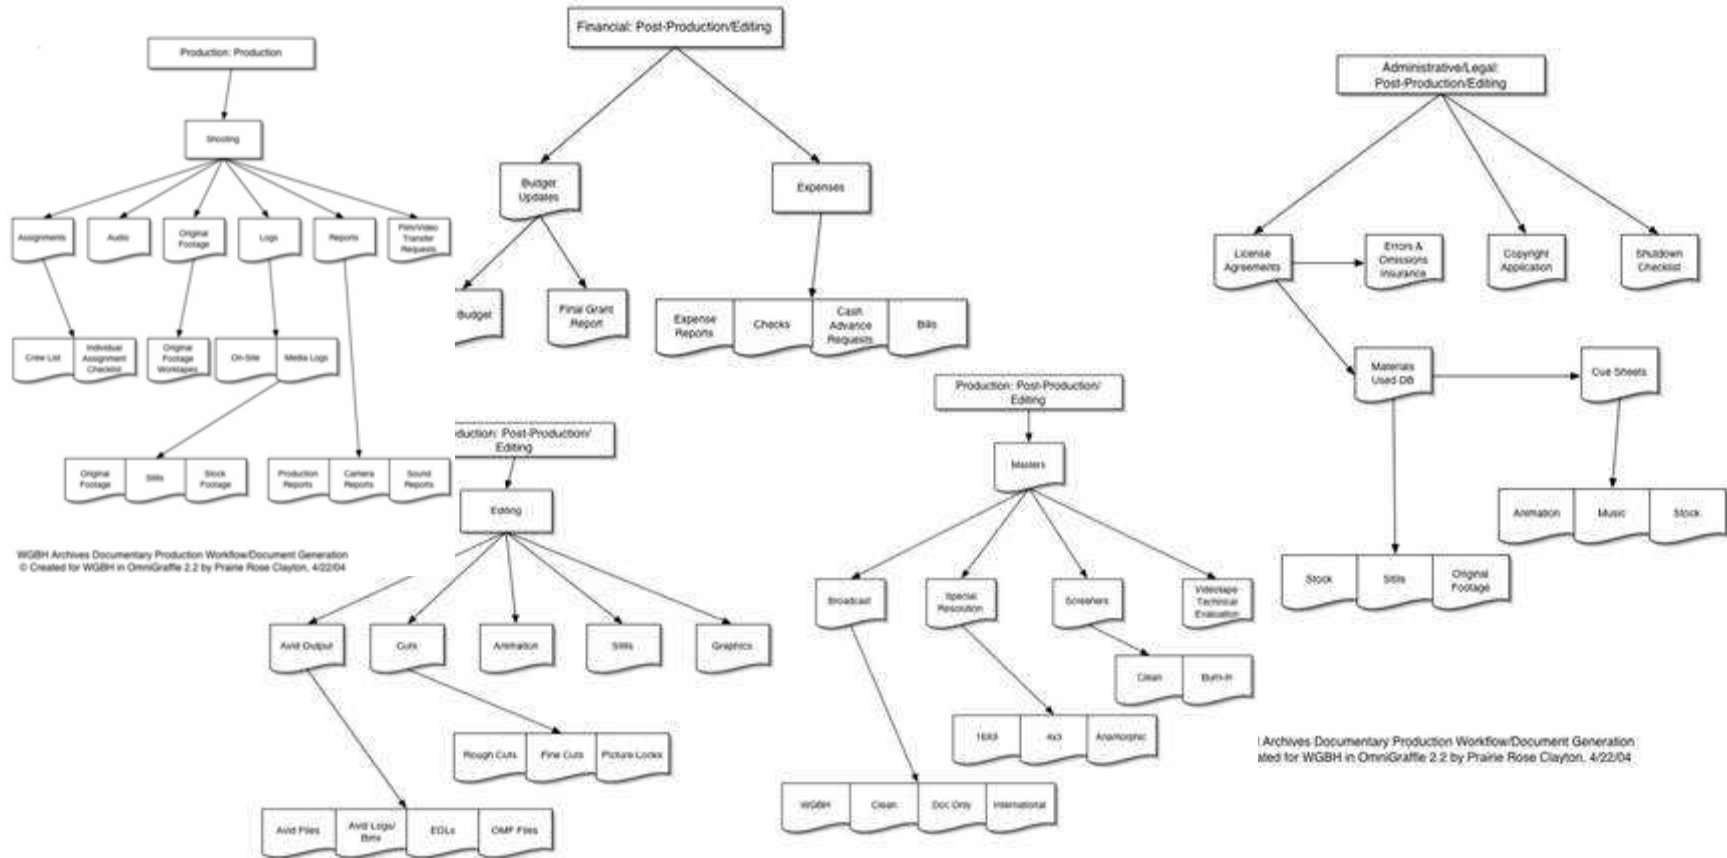 Production: Production
Shooting
Assignments
Audio
Original
Footage
Logs
Reports
Film/Video
Transfer
Requests
Crew List
Individual
Assignment
Checklist
Original
Footage
Worktapes
On-Site
Media Logs
Original
Footage
Stills
Stock
Footage
Production
Reports
Camera
Reports
Sound
Reports
WGBH Archives Documentary Production Workflow/Document Generation
© Created for WGBH in OmniGraffle 2.2 by Prairie Rose Clayton, 4/22/04
Financial: Post-Production/Editing
Budget
Updates
Expenses
Budget
Final Grant
Report
Expense
Reports
Checks
Cash
Advance
Requests
Bills
duction: Post-Production/
Editing
Editing
Avid Output
Cuts
Animation
Stills
Graphics
Rough Cuts
Fine Cuts
Picture Locks
Avid Files
Avid Logs/
Bins
EDLs
OMF Files
Production: Post-Production/
Editing
Masters
Broadcast
Special
Resolution
Screeners
Videotape
Technical
Evaluation
Clean
Burn-in
16X9
4x3
Anamorphic
WGBH
Clean
Doc Only
International
Administrative/Legal:
Post-Production/Editing
License
Agreements
Errors &
Omissions
Insurance
Copyright
Application
Shutdown
Checklist
Materials
Used DB
Cue Sheets
Animation
Music
Stock
Stock
Stills
Original
Footage
Archives Documentary Production Workflow/Document Generation
ated for WGBH in OmniGraffle 2.2 by Prairie Rose Clayton, 4/22/04